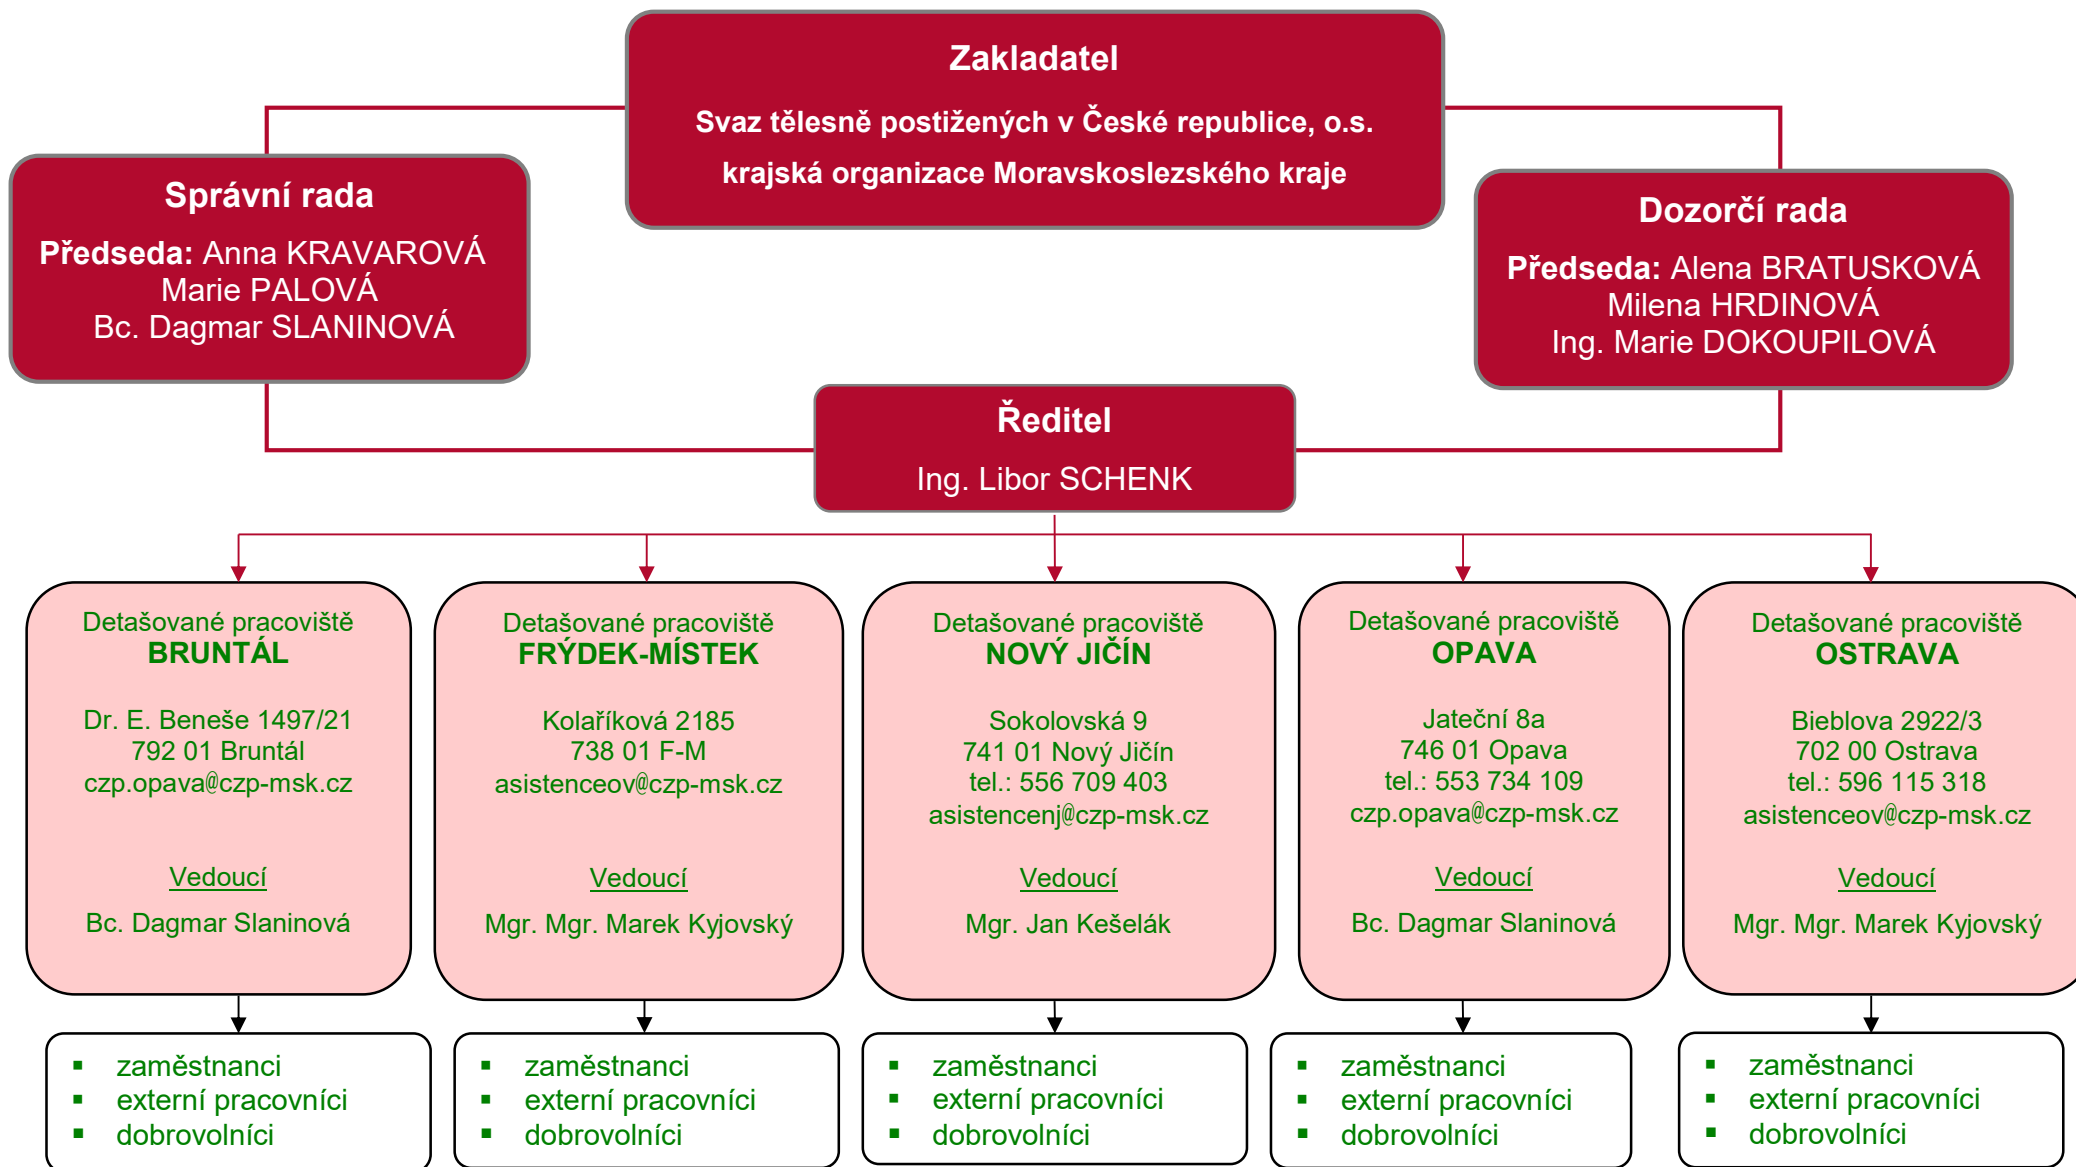 Zakladatel
Svaz tělesně postižených v České republice, o.s.
krajská organizace Moravskoslezského kraje
Správní rada
Předseda: Anna KRAVAROVÁ
Marie PALOVÁ
Bc. Dagmar SLANINOVÁ
Dozorčí rada
Předseda: Alena BRATUSKOVÁ
Milena HRDINOVÁ
Ing. Marie DOKOUPILOVÁ
Ředitel
Ing. Libor SCHENK
Detašované pracoviště
BRUNTÁL
Dr. E. Beneše 1497/21
792 01 Bruntál
czp.opava@czp-msk.cz
Vedoucí
Bc. Dagmar Slaninová
Detašované pracoviště
FRÝDEK-MÍSTEK
Kolaříková 2185
738 01 F-M
asistenceov@czp-msk.cz
Vedoucí
Mgr. Mgr. Marek Kyjovský
Detašované pracoviště
NOVÝ JIČÍN
Sokolovská 9
741 01 Nový Jičín
tel.: 556 709 403
asistencenj@czp-msk.cz
Vedoucí
Mgr. Jan Kešelák
Detašované pracoviště
OPAVA
Jateční 8a
746 01 Opava
tel.: 553 734 109
czp.opava@czp-msk.cz
Vedoucí
Bc. Dagmar Slaninová
Detašované pracoviště
OSTRAVA
Bieblova 2922/3
702 00 Ostrava
tel.: 596 115 318
asistenceov@czp-msk.cz
Vedoucí
Mgr. Mgr. Marek Kyjovský
▪ zaměstnanci
▪ externí pracovníci
▪ dobrovolníci
▪ zaměstnanci
▪ externí pracovníci
▪ dobrovolníci
▪ zaměstnanci
▪ externí pracovníci
▪ dobrovolníci
▪ zaměstnanci
▪ externí pracovníci
▪ dobrovolníci
▪ zaměstnanci
▪ externí pracovníci
▪ dobrovolníci